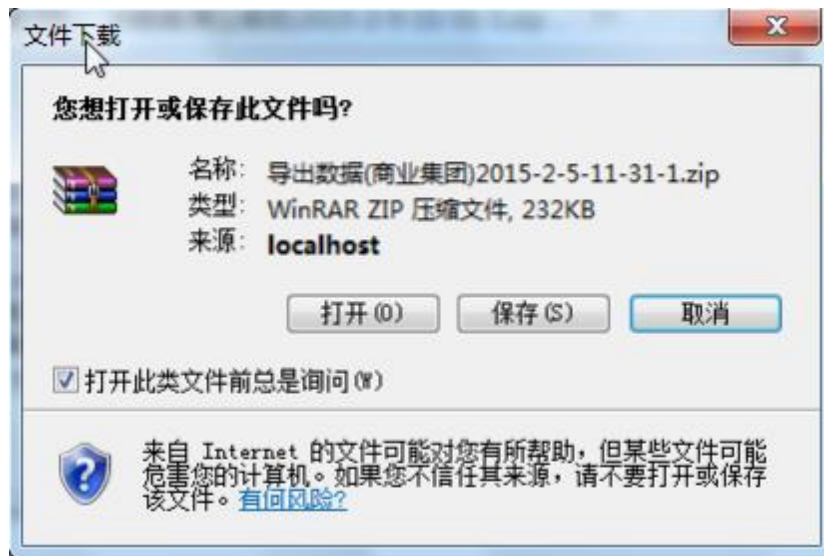 文件下载
您想打开或保存此文件吗?
名称: 导出数据(商业集团)2015-2-5-11-31-1.zip
类型: WinRAR ZIP 压缩文件, 232KB
来源: localhost
打开(O) 保存(S) 取消
打开此类文件前总是询问(W)
来自 Internet 的文件可能对您有所帮助，但某些文件可能
危害您的计算机。如果您不信任其来源，请不要打开或保存
该文件。有何风险?